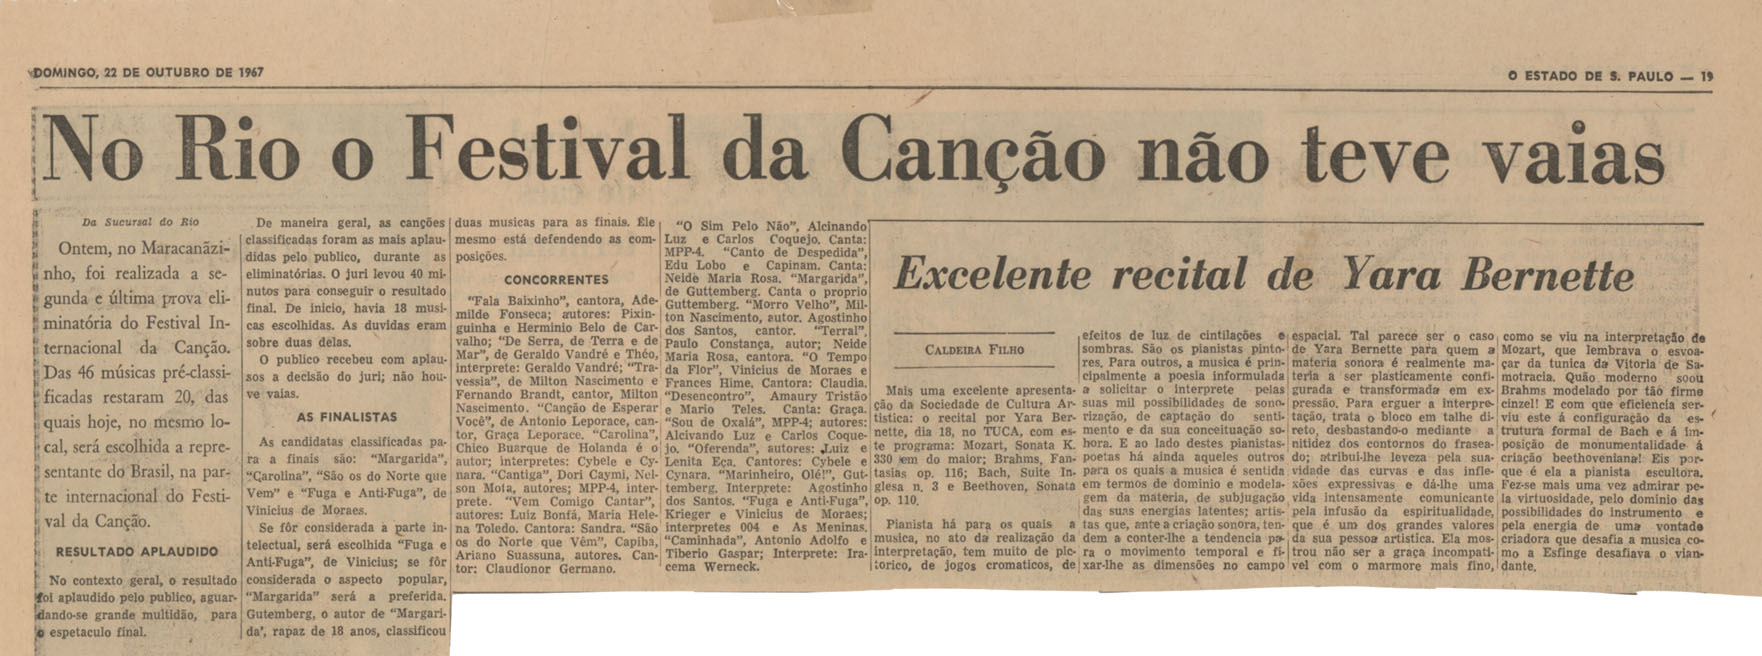 DOMINGO, 22 DE OUTUBRO DE 1967
O ESTADO DE S. PAULO — 19
No Rio o Festival da Canção não teve vaias
Da Sucursal do Rio
Ontem, no Maracanãzi-
nho, foi realizada a se-
gunda e última prova eli-
minatória do Festival In-
ternacional da Canção.
Das 46 músicas pré-classi-
ficadas restaram 20, das
quais hoje, no mesmo lo-
cal, será escolhida a repre-
sentante do Brasil, na par-
te internacional do Festi-
val da Canção.
RESULTADO APLAUDIDO
No contexto geral, o resultado
foi aplaudido pelo publico, aguar-
dando-se grande multidão, para
o espetaculo final.
De maneira geral, as canções
classificadas foram as mais aplau-
didas pelo publico, durante as
eliminatórias. O juri levou 40 mi-
nutos para conseguir o resultado
final. De inicio, havia 18 musi-
cas escolhidas. As duvidas eram
sobre duas delas.
O publico recebeu com aplau-
sos a decisão do juri; não hou-
ve vaias.
AS FINALISTAS
As candidatas classificadas pa-
ra a finais são: "Margarida",
"Carolina", "São os do Norte que
Vem" e "Fuga e Anti-Fuga", de
Vinicius de Moraes.
Se fôr considerada a parte in-
telectual, será escolhida "Fuga e
Anti-Fuga", de Vinicius; se fôr
considerada o aspecto popular,
"Margarida" será a preferida.
Gutemberg, o autor de "Margari-
da', rapaz de 18 anos, classificou
duas musicas para as finais. Êle
mesmo está defendendo as com-
posições.
CONCORRENTES
"Fala Baixinho", cantora, Ade-
milde Fonseca; autores: Pixin-
guinha e Herminio Belo de Car-
valho; "De Serra, de Terra e de
Mar", de Geraldo Vandré e Théo,
interprete: Geraldo Vandré; "Tra-
vessia", de Milton Nascimento e
Fernando Brandt, cantor, Milton
Nascimento. "Canção de Esperar
Você", de Antonio Leporace, can-
tor, Graça Leporace. "Carolina",
Chico Buarque de Holanda é o
autor; interpretes: Cybele e Cy-
nara. "Cantiga", Dori Caymi, Nel-
son Mota, autores; MPP-4, inter-
prete. "Vem Comigo Cantar",
autores: Luiz Bonfá, Maria Hele-
na Toledo. Cantora: Sandra. "São
os do Norte que Vêm", Capiba,
Ariano Suassuna, autores. Can-
tor: Claudionor Germano.
"O Sim Pelo Não", Alcinando
Luz e Carlos Coquejo. Canta:
MPP-4. "Canto de Despedida",
Edu Lobo e Capinam. Canta:
Neide Maria Rosa. "Margarida",
de Guttemberg. Canta o proprio
Guttemberg. "Morro Velho", Mil-
ton Nascimento, autor. Agostinho
dos Santos, cantor. "Terral",
Paulo Constança, autor; Neide
Maria Rosa, cantora. "O Tempo
da Flor", Vinicius de Moraes e
Frances Hime. Cantora: Claudia.
"Desencontro", Amaury Tristão
e Mario Teles. Canta: Graça.
"Sou de Oxalá", MPP-4; autores:
Alcivando Luz e Carlos Coque-
jo. "Oferenda", autores: Luiz e
Lenita Eça. Cantores: Cybele e
Cynara. "Marinheiro, Olé!", Gut-
temberg. Interprete: Agostinho
dos Santos. "Fuga e Anti-Fuga",
Krieger e Vinicius de Moraes;
interpretes 004 e As Meninas.
"Caminhada", Antonio Adolfo e
Tiberio Gaspar; Interprete: Ira-
cema Werneck.
Excelente recital de Yara Bernette
CALDEIRA FILHO
Mais uma excelente apresenta-
ção da Sociedade de Cultura Ar-
tistica: o recital por Yara Ber-
nette, dia 18, no TUCA, com es-
te programa: Mozart, Sonata K.
330 em do maior; Brahms, Fan-
tasias op. 116; Bach, Suite In-
glesa n. 3 e Beethoven, Sonata
op. 110.
Pianista há para os quais a
musica, no ato da realização da
interpretação, tem muito de pic-
torico, de jogos cromaticos, de
efeitos de luz de cintilações e
sombras. São os pianistas pinto-
res. Para outros, a musica é prin-
cipalmente a poesia informulada
a solicitar o interprete pelas
suas mil possibilidades de sono-
rização, de captação do senti-
mento e da sua conceituação so-
hora. E ao lado destes pianistas-
poetas há ainda aqueles outros
para os quais a musica é sentida
em termos de dominio e modela-
gem da materia, de subjugação
das suas energias latentes; artis-
tas que, ante a criação sonora, ten-
dem a conter-lhe a tendencia pa-
ra o movimento temporal e fi-
xar-lhe as dimensões no campo
espacial. Tal parece ser o caso
de Yara Bernette para quem a
materia sonora é realmente ma-
teria a ser plasticamente confi-
gurada e transformada em ex-
pressão. Para erguer a interpre-
tação, trata o bloco em talhe di-
reto, desbastando-o mediante a
nitidez dos contornos do frasea-
do; atribui-lhe leveza pela sua-
vidade das curvas e das infle-
xões expressivas e dá-lhe uma
vida intensamente comunicante
pela infusão da espiritualidade,
que é um dos grandes valores
da sua pessoa artistica. Ela mos-
trou não ser a graça incompati-
vel com o marmore mais fino,
como se viu na interpretação de
Mozart, que lembrava o esvoa-
çar da tunica da Vitoria de Sa-
motracia. Quão moderno soou
Brahms modelado por tão firme
cinzel! E com que eficiencia ser-
viu este á configuração da es-
trutura formal de Bach e á im-
posição de monumentalidade á
criação beethoveniana! Eis por-
que é ela a pianista escultora.
Fez-se mais uma vez admirar pe-
la virtuosidade, pelo dominio das
possibilidades do instrumento e
pela energia de uma vontade
criadora que desafia a musica co-
mo a Esfinge desafiava o vian-
dante.